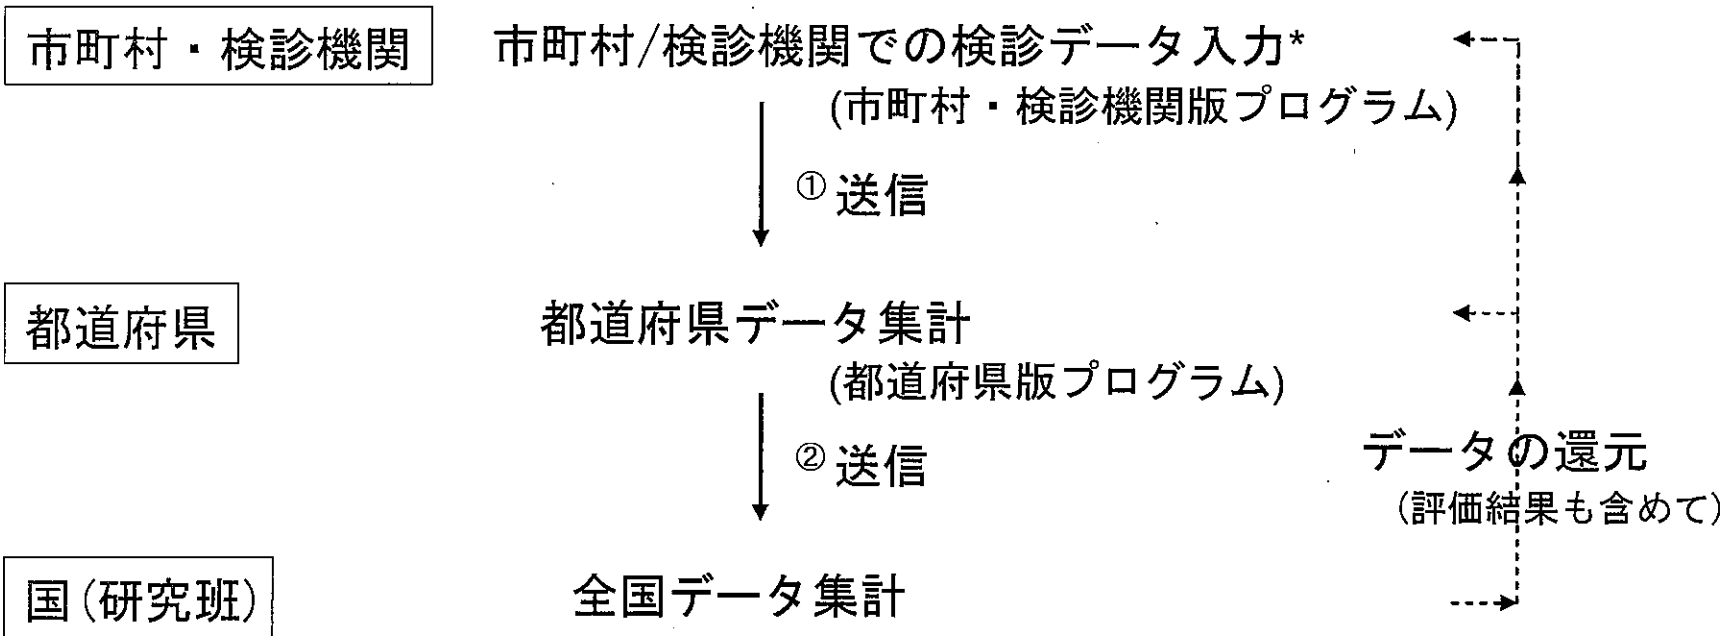 市町村・検診機関
市町村/検診機関での検診データ入力*
(市町村・検診機関版プログラム)
①送信
都道府県
都道府県データ集計
(都道府県版プログラム)
②送信
データの還元
(評価結果も含めて)
国(研究班)
全国データ集計